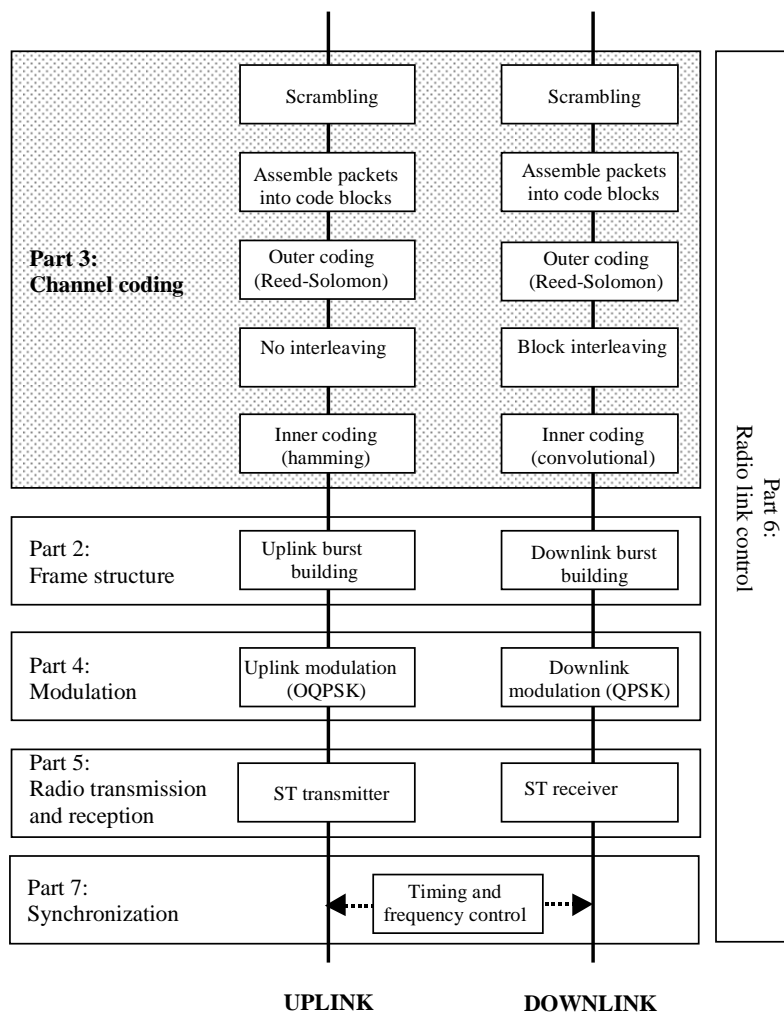 Scrambling
Scrambling
Assemble packets
into code blocks
Assemble packets
into code blocks
Part 3:
Channel coding
Outer coding
(Reed-Solomon)
Outer coding
(Reed-Solomon)
No interleaving
Block interleaving
Inner coding
(hamming)
Inner coding
(convolutional)
Part 2:
Frame structure
Uplink burst
building
Downlink burst
building
Part 4:
Modulation
Uplink modulation
(OQPSK)
Downlink
modulation (QPSK)
Part 5:
Radio transmission
and reception
ST transmitter
ST receiver
Part 7:
Synchronization
Timing and
frequency control
Part 6:
Radio link control
UPLINK
DOWNLINK